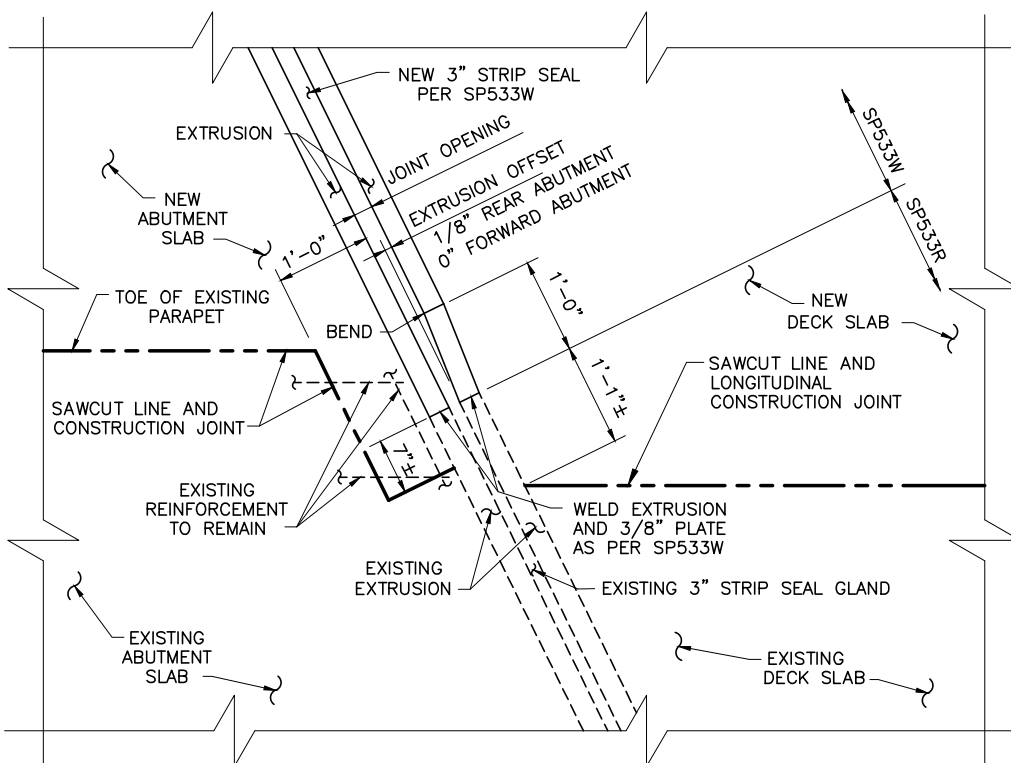 NEW 3" STRIP SEAL
PER SP533W
EXTRUSION
JOINT OPENING
EXTRUSION OFFSET
1/8" REAR ABUTMENT
0" FORWARD ABUTMENT
SP533W
SP533R
NEW
ABUTMENT
SLAB
1'-0"
1'-0"
TOE OF EXISTING
PARAPET
BEND
NEW
DECK SLAB
1'-1"±
SAWCUT LINE AND
LONGITUDINAL
CONSTRUCTION JOINT
SAWCUT LINE AND
CONSTRUCTION JOINT
7"±
EXISTING
REINFORCEMENT
TO REMAIN
WELD EXTRUSION
AND 3/8" PLATE
AS PER SP533W
EXISTING
EXTRUSION
EXISTING 3" STRIP SEAL GLAND
EXISTING
ABUTMENT
SLAB
EXISTING
DECK SLAB